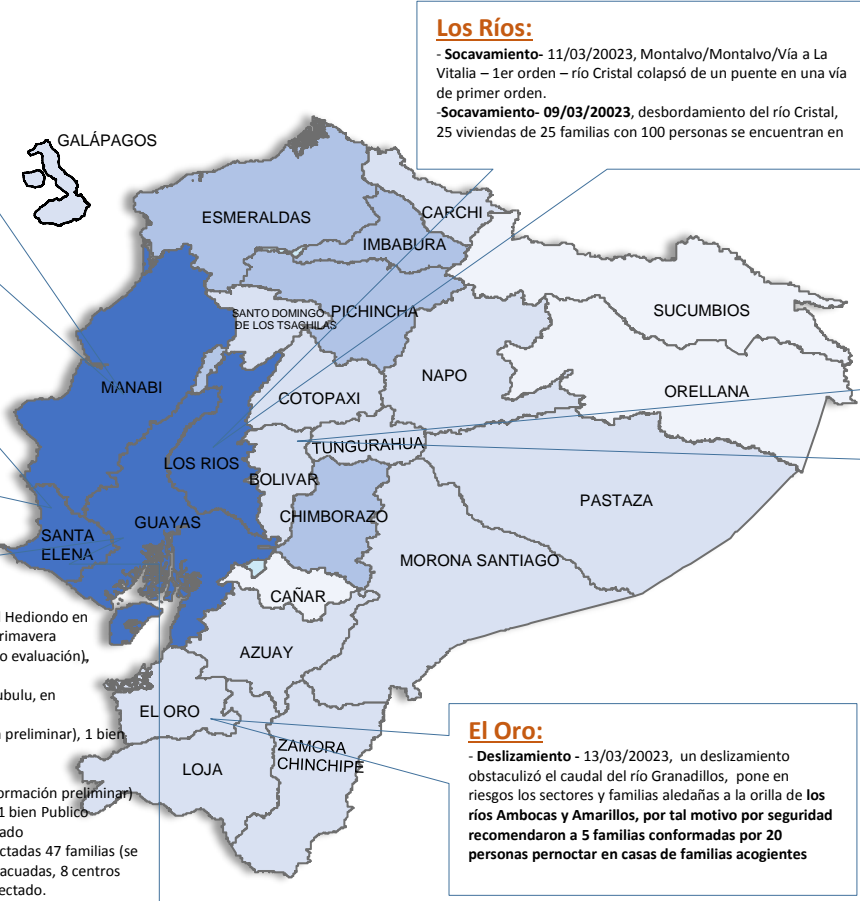 Los Ríos:
- Socavamiento- 11/03/20023, Montalvo/Montalvo/Vía a La
Vitalia – 1er orden – río Cristal colapsó de un puente en una vía
de primer orden.
-Socavamiento- 09/03/20023, desbordamiento del río Cristal,
25 viviendas de 25 familias con 100 personas se encuentran en
GALÁPAGOS
ESMERALDAS
CARCHI
IMBABURA
SANTO DOMINGO
DE LOS TSACHILAS
PICHINCHA
SUCUMBIOS
MANABI
COTOPAXI
NAPO
ORELLANA
LOS RIOS
TUNGURAHUA
BOLIVAR
PASTAZA
GUAYAS
CHIMBORAZO
SANTA
ELENA
MORONA SANTIAGO
CAÑAR
AZUAY
EL ORO
ZAMORA
CHINCHIPE
LOJA
Hediondo en
rimavera
o evaluación),
ubulu, en
preliminar), 1 bien
ormación preliminar)
1 bien Publico
ado
ctadas 47 familias (se
acuadas, 8 centros
ectado.
El Oro:
- Deslizamiento - 13/03/20023, un deslizamiento
obstaculizó el caudal del río Granadillos, pone en
riesgos los sectores y familias aledañas a la orilla de los
ríos Ambocas y Amarillos, por tal motivo por seguridad
recomendaron a 5 familias conformadas por 20
personas pernoctar en casas de familias acogientes